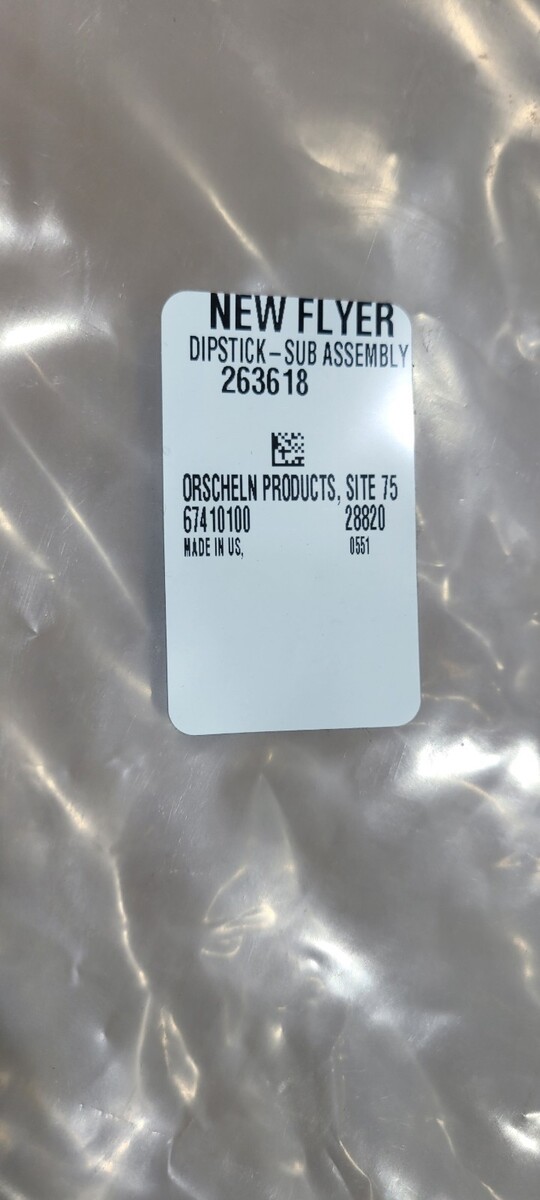 NEW FLYER
DIPSTICK-SUB ASSEMBLY
263618
ORSCHELN PRODUCTS, SITE 75
67410100 28820
MADE IN US, 0551